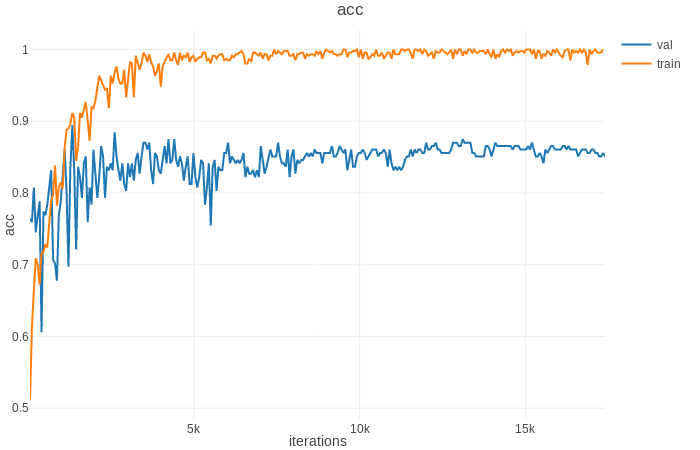 acc
val
train
1
0.9
0.8
0.7
0.6
0.5
acc
5k
10k
15k
iterations